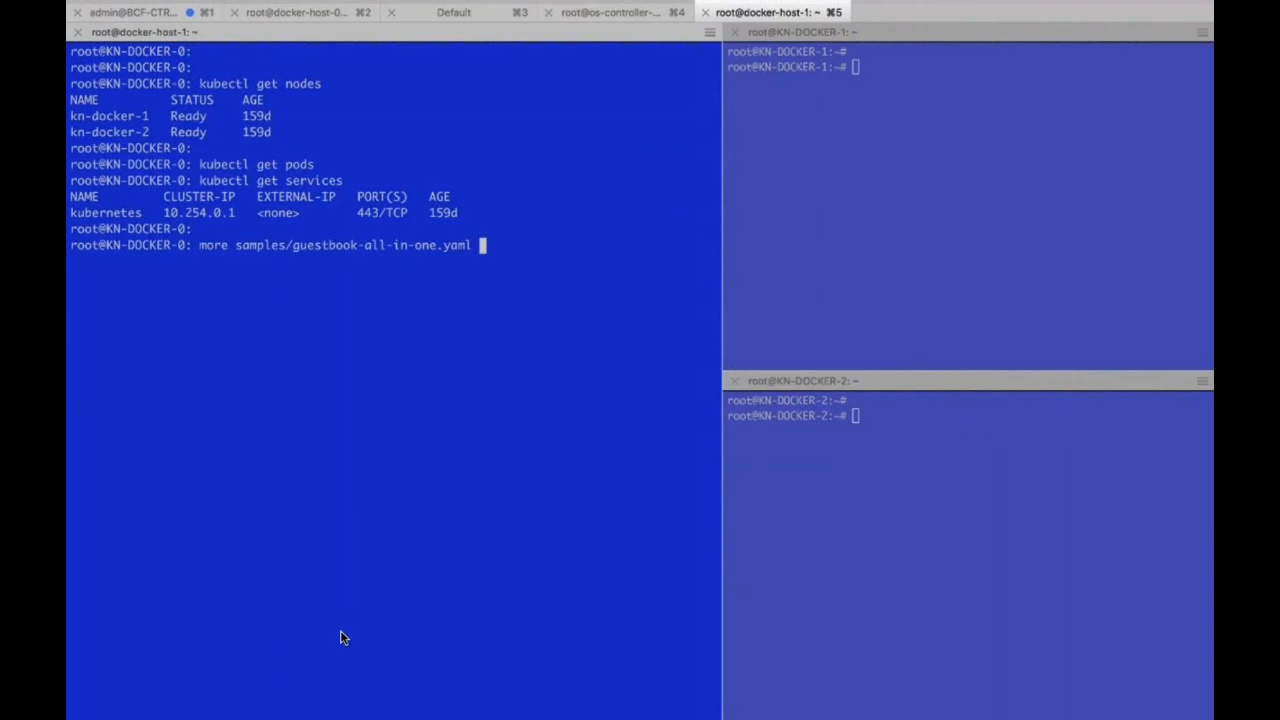 admin@BCF-CTR... ⌘1 root@docker-host-0... ⌘2 Default ⌘3 root@os-controller-... ⌘4 root@docker-host-1: ~ ⌘5
root@docker-host-1: ~
root@KN-DOCKER-0:
root@KN-DOCKER-0:
root@KN-DOCKER-0: kubectl get nodes
NAME STATUS AGE
kn-docker-1 Ready 159d
kn-docker-2 Ready 159d
root@KN-DOCKER-0:
root@KN-DOCKER-0: kubectl get pods
root@KN-DOCKER-0: kubectl get services
NAME CLUSTER-IP EXTERNAL-IP PORT(S) AGE
kubernetes 10.254.0.1 <none> 443/TCP 159d
root@KN-DOCKER-0:
root@KN-DOCKER-0: more samples/guestbook-all-in-one.yaml
root@KN-DOCKER-1: ~
root@KN-DOCKER-1:~#
root@KN-DOCKER-1:~#
root@KN-DOCKER-2: ~
root@KN-DOCKER-2:~#
root@KN-DOCKER-2:~#